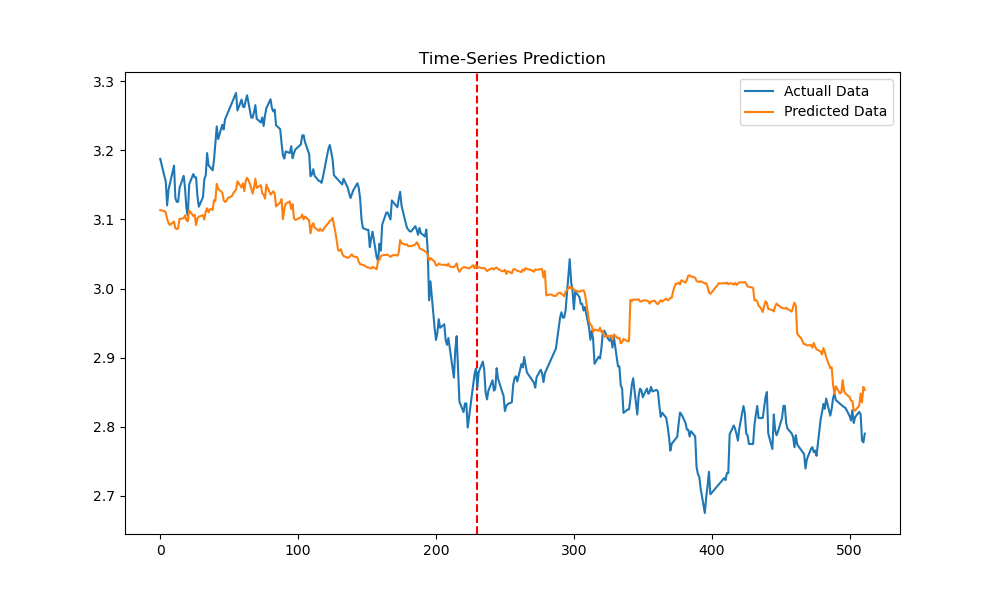 Time-Series Prediction
Actuall Data
Predicted Data
3.3
3.2
3.1
3.0
2.9
2.8
2.7
0 100 200 300 400 500